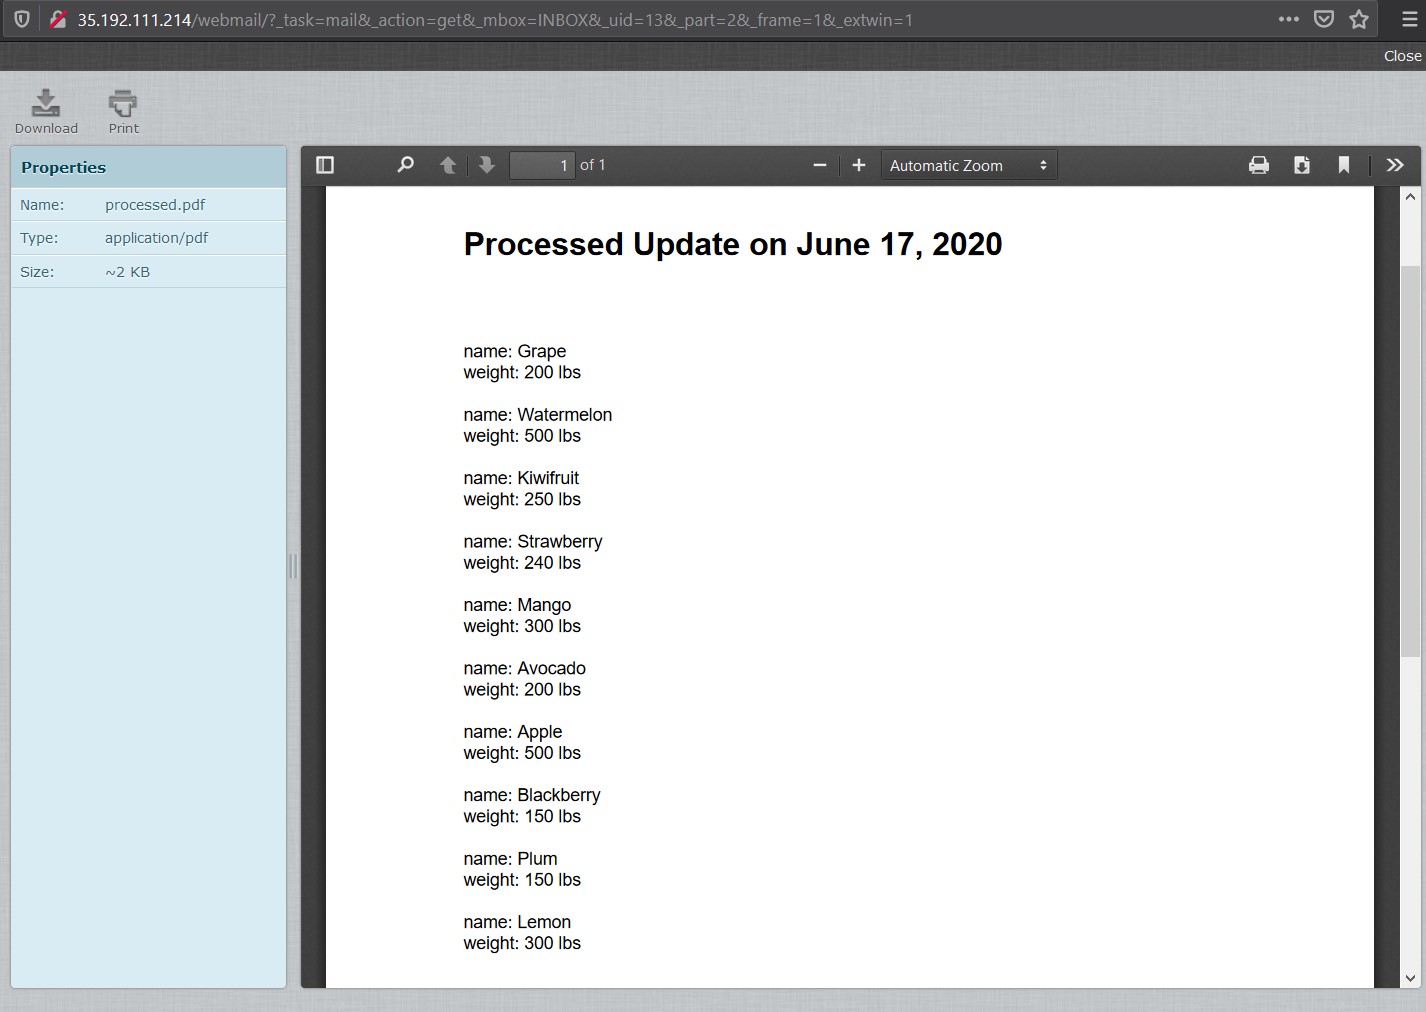 35.192.111.214/webmail/?_task=mail&_action=get&_mbox=INBOX&_uid=13&_part=2&_frame=1&_extwin=1
Close
Download Print
Properties
Name: processed.pdf
Type: application/pdf
Size: ~2 KB
1 of 1
Automatic Zoom
Processed Update on June 17, 2020
name: Grape
weight: 200 lbs
name: Watermelon
weight: 500 lbs
name: Kiwifruit
weight: 250 lbs
name: Strawberry
weight: 240 lbs
name: Mango
weight: 300 lbs
name: Avocado
weight: 200 lbs
name: Apple
weight: 500 lbs
name: Blackberry
weight: 150 lbs
name: Plum
weight: 150 lbs
name: Lemon
weight: 300 lbs